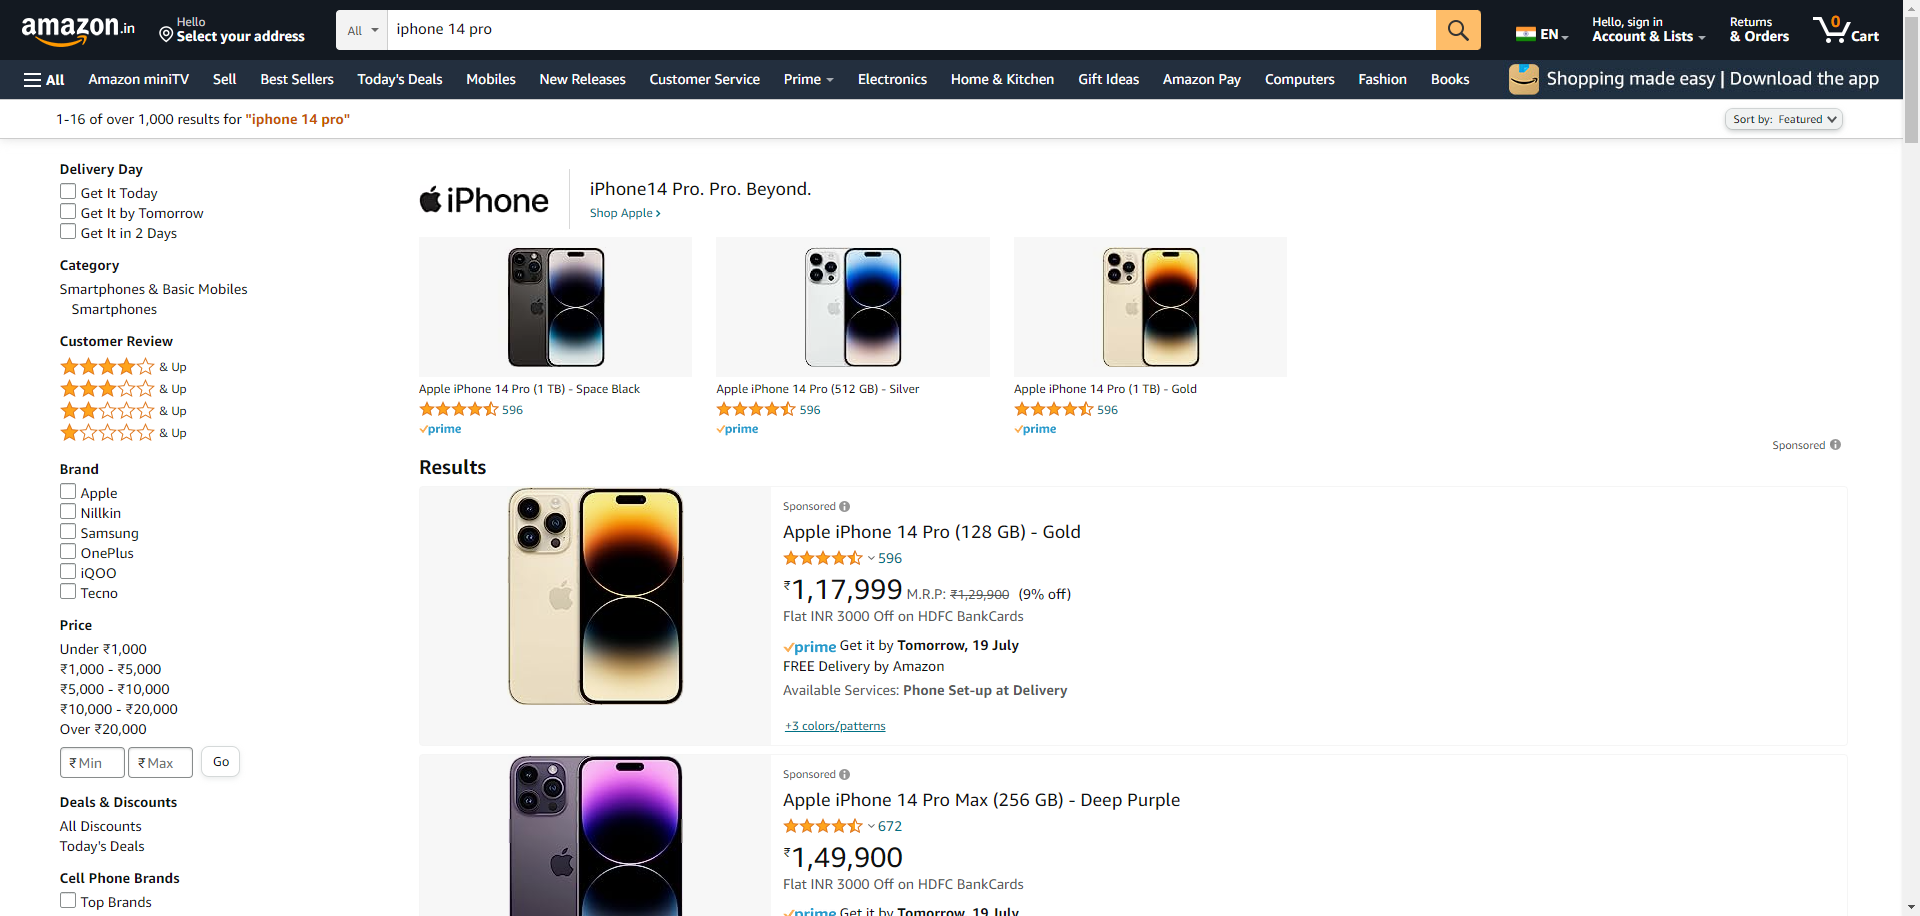 amazon.in
Hello
Select your address
All
iphone 14 pro
EN
Hello, sign in
Account & Lists
Returns
& Orders
0
Cart
All
Amazon miniTV
Sell
Best Sellers
Today's Deals
Mobiles
New Releases
Customer Service
Prime
Electronics
Home & Kitchen
Gift Ideas
Amazon Pay
Computers
Fashion
Books
Shopping made easy | Download the app
1-16 of over 1,000 results for "iphone 14 pro"
Sort by: Featured
Delivery Day
Get It Today
Get It by Tomorrow
Get It in 2 Days
Category
Smartphones & Basic Mobiles
Smartphones
Customer Review
& Up
& Up
& Up
& Up
Brand
Apple
Nillkin
Samsung
OnePlus
iQOO
Tecno
Price
Under ₹1,000
₹1,000 - ₹5,000
₹5,000 - ₹10,000
₹10,000 - ₹20,000
Over ₹20,000
₹ Min
₹ Max
Go
Deals & Discounts
All Discounts
Today's Deals
Cell Phone Brands
Top Brands
iPhone
iPhone14 Pro. Pro. Beyond.
Shop Apple ›
Apple iPhone 14 Pro (1 TB) - Space Black
596
prime
Apple iPhone 14 Pro (512 GB) - Silver
596
prime
Apple iPhone 14 Pro (1 TB) - Gold
596
prime
Sponsored
Results
Sponsored
Apple iPhone 14 Pro (128 GB) - Gold
596
₹1,17,999 M.R.P: ₹1,29,900 (9% off)
Flat INR 3000 Off on HDFC BankCards
prime Get it by Tomorrow, 19 July
FREE Delivery by Amazon
Available Services: Phone Set-up at Delivery
+3 colors/patterns
Sponsored
Apple iPhone 14 Pro Max (256 GB) - Deep Purple
672
₹1,49,900
Flat INR 3000 Off on HDFC BankCards
prime Get it by Tomorrow, 19 July